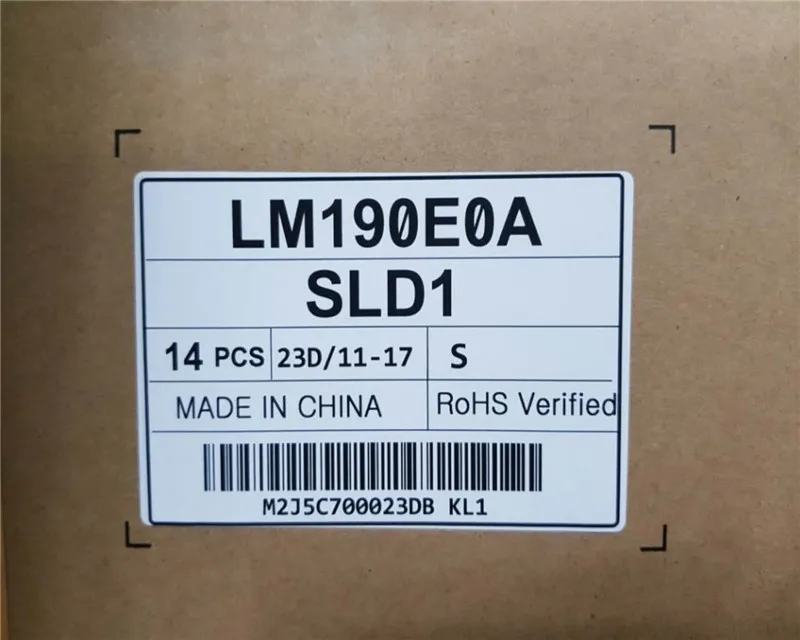 LM190E0A
SLD1
14 PCS 23D/11-17 S
MADE IN CHINA RoHS Verified
M2J5C700023DB KL1